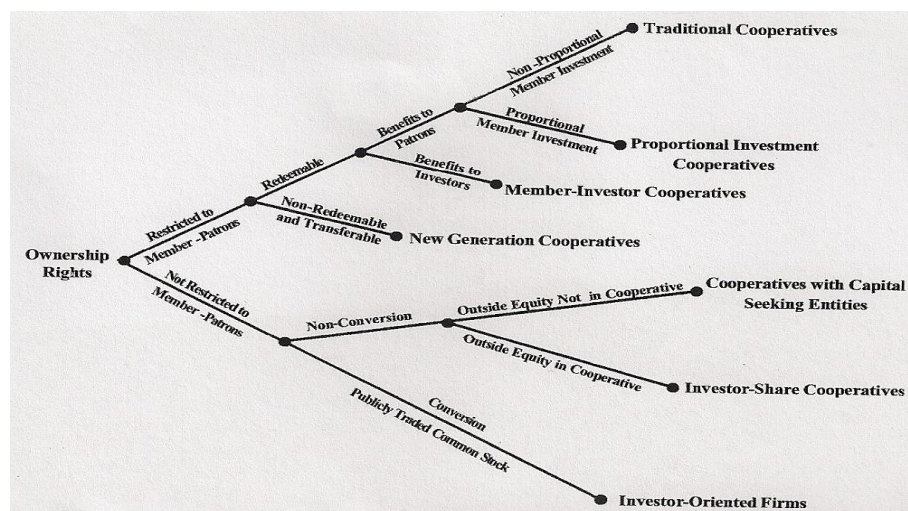 Non -Proportional
Member Investment
Traditional Cooperatives
Proportional
Member Investment
Proportional Investment
Cooperatives
Benefits to
Patrons
Benefits to
Investors
Member-Investor Cooperatives
Redeemable
Non-Redeemable
and Transferable
New Generation Cooperatives
Restricted to
Member -Patrons
Ownership
Rights
Not Restricted to
Member -Patrons
Non-Conversion
Outside Equity Not in Cooperative
Cooperatives with Capital
Seeking Entities
Outside Equity in Cooperative
Investor-Share Cooperatives
Conversion
Publicly Traded Common Stock
Investor-Oriented Firms